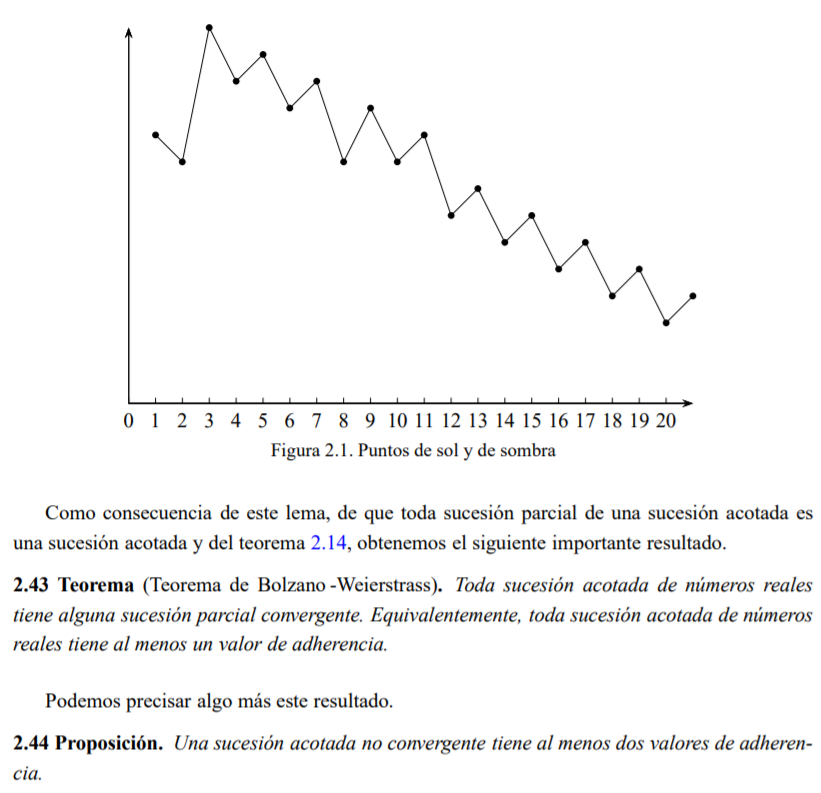 0 1 2 3 4 5 6 7 8 9 10 11 12 13 14 15 16 17 18 19 20
Figura 2.1. Puntos de sol y de sombra
Como consecuencia de este lema, de que toda sucesión parcial de una sucesión acotada es
una sucesión acotada y del teorema 2.14, obtenemos el siguiente importante resultado.
2.43 Teorema (Teorema de Bolzano -Weierstrass). Toda sucesión acotada de números reales
tiene alguna sucesión parcial convergente. Equivalentemente, toda sucesión acotada de números
reales tiene al menos un valor de adherencia.
Podemos precisar algo más este resultado.
2.44 Proposición. Una sucesión acotada no convergente tiene al menos dos valores de adheren-
cia.